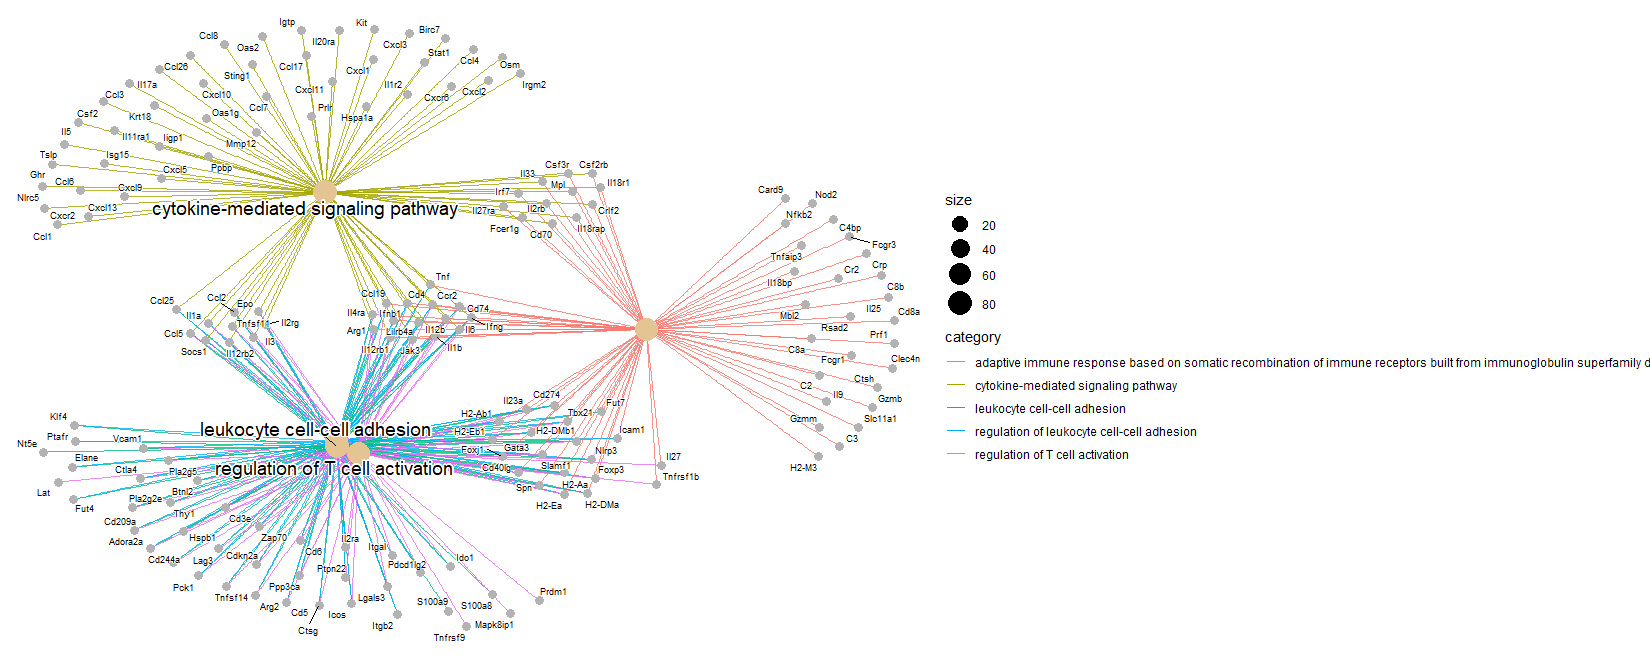 Igtp
Kit
Birc7
Ccl8
Oas2
Il20ra
Cxcl3
Stat1
Ccl4
Osm
Ccl26
Sting1
Ccl17
Cxcl1
Il1r2
Irgm2
Il17a
Cxcl10
Cxcl11
Cxcr6
Cxcl2
Ccl3
Ccl7
Prlr
Hspa1a
Csf2
Krt18
Oas1g
Il5
Il11ra1
Iigp1
Mmp12
Tslp
Isg15
Ppbp
Ghr
Ccl6
Cxcl5
Cxcl9
Nlrc5
Cxcl13
Cxcr2
Ccl1
cytokine-mediated signaling pathway
Csf3r
Csf2rb
Il33
Mpl
Il18r1
Irf7
Il27ra
Il2rb
Crlf2
Fcer1g
Cd70
Il18rap
Card9
Nod2
Nfkb2
C4bp
Fcgr3
Tnfaip3
Cr2
Crp
Il18bp
C8b
Mbl2
Il25
Cd8a
Rsad2
Prf1
C8a
Fcgr1
Clec4n
C2
Ctsh
Il9
Gzmb
Gzmm
Slc11a1
C3
H2-M3
Tnf
Ccl25
Ccl2
Epo
Ccl19
Cd4
Ccr2
Il1a
Tnfsf11
Il2rg
Il4ra
Ifnb1
Cd74
Ccl5
Il3
Arg1
Lilrb4a
Il12b
Il6
Ifng
Socs1
Il12rb2
Il12rb1
Jak3
Il1b
Il23a
Cd274
Fut7
H2-Ab1
Tbx21
H2-Eb1
H2-DMb1
Icam1
Foxj1
Gata3
Nlrp3
Il27
Cd40lg
Slamf1
Foxp3
Tnfrsf1b
Spn
H2-Aa
H2-Ea
H2-DMa
leukocyte cell-cell adhesion
regulation of T cell activation
Klf4
Ptafr
Vcam1
Nt5e
Elane
Ctla4
Pla2g5
Lat
Btnl2
Pla2g2e
Fut4
Thy1
Cd209a
Cd3e
Adora2a
Hspb1
Zap70
Il2ra
Cd244a
Lag3
Cdkn2a
Cd6
Itgal
Ido1
Pck1
Ptpn22
Pdcd1lg2
Tnfsf14
Ppp3ca
Arg2
Cd5
Icos
Lgals3
S100a9
S100a8
Prdm1
Ctsg
Itgb2
Tnfrsf9
Mapk8ip1
size
20
40
60
80
category
adaptive immune response based on somatic recombination of immune receptors built from immunoglobulin superfamily d
cytokine-mediated signaling pathway
leukocyte cell-cell adhesion
regulation of leukocyte cell-cell adhesion
regulation of T cell activation